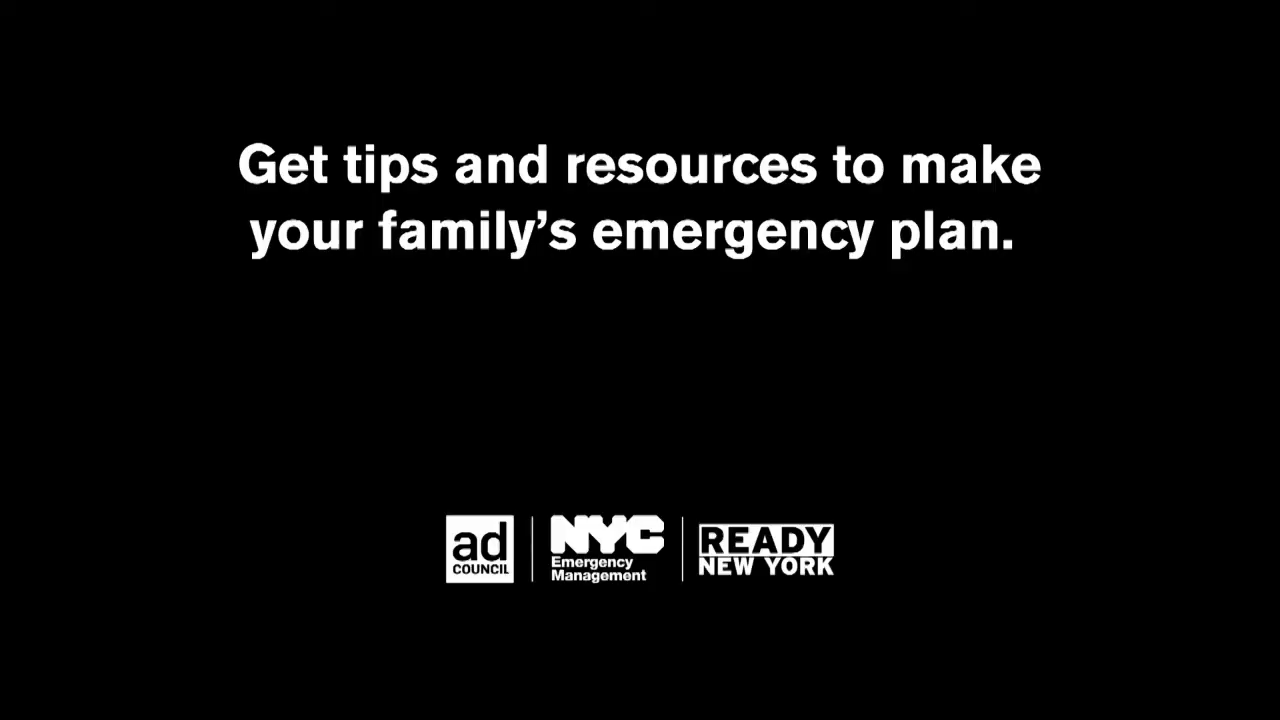 Get tips and resources to make
your family’s emergency plan.
ad
COUNCIL
NYC
Emergency
Management
READY
NEW YORK